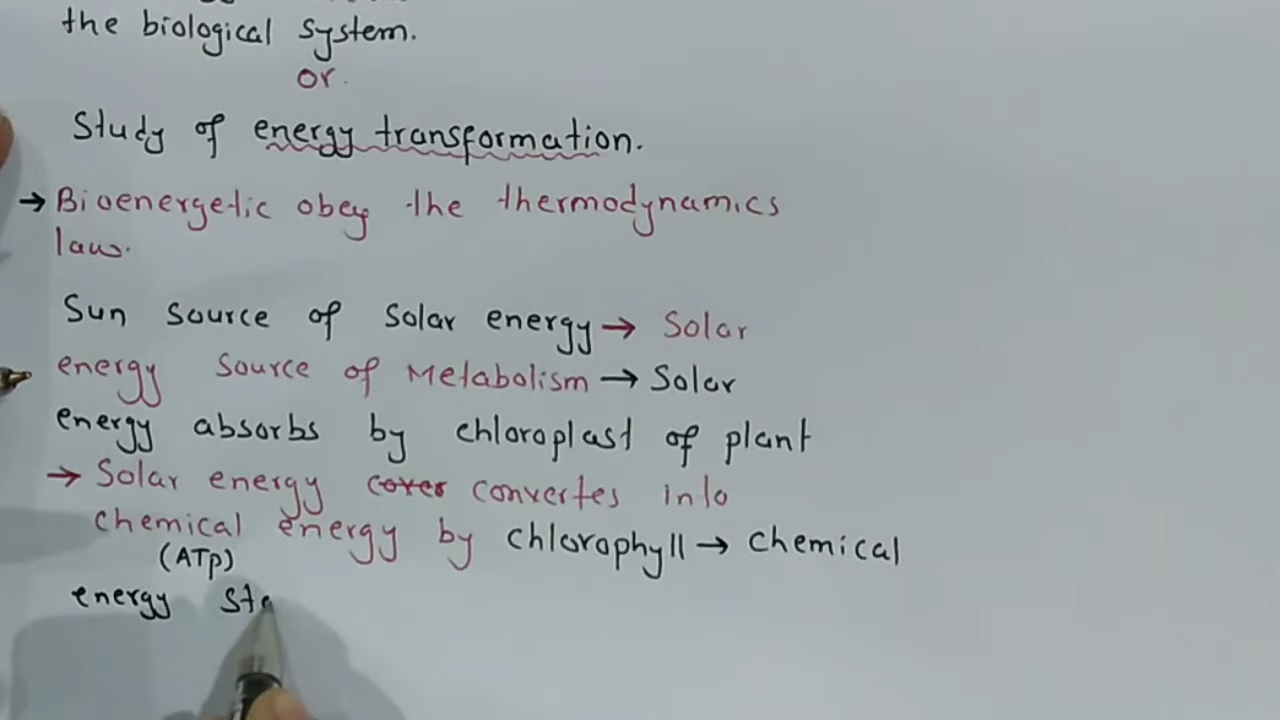 the biological system.
or.
Study of energy transformation.
→ Bioenergetic obey the thermodynamics
law.
Sun source of Solar energy → Solar
energy source of Metabolism → Solar
energy absorbs by chloroplast of plant
→ Solar energy convertes into
chemical energy by chlorophyll → chemical
(ATP)
energy sto